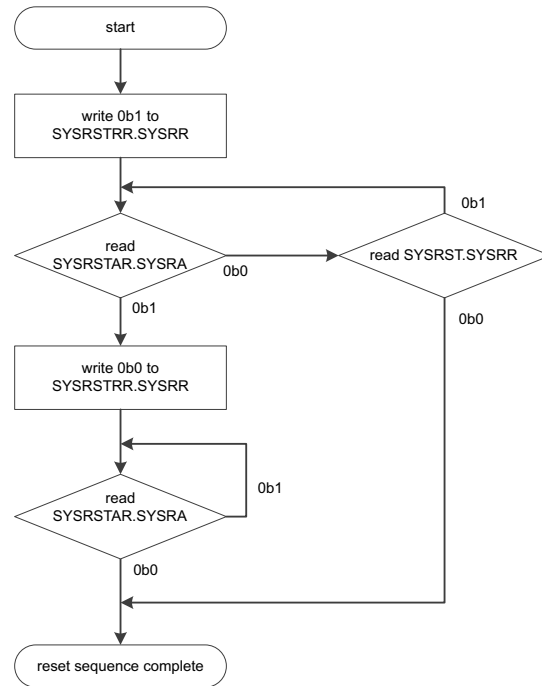 start
write 0b1 to
SYSRSTRR.SYSRR
0b1
read
SYSRSTAR.SYSRA
0b0
read SYSRST.SYSRR
0b1
0b0
write 0b0 to
SYSRSTRR.SYSRR
read
SYSRSTAR.SYSRA
0b1
0b0
reset sequence complete